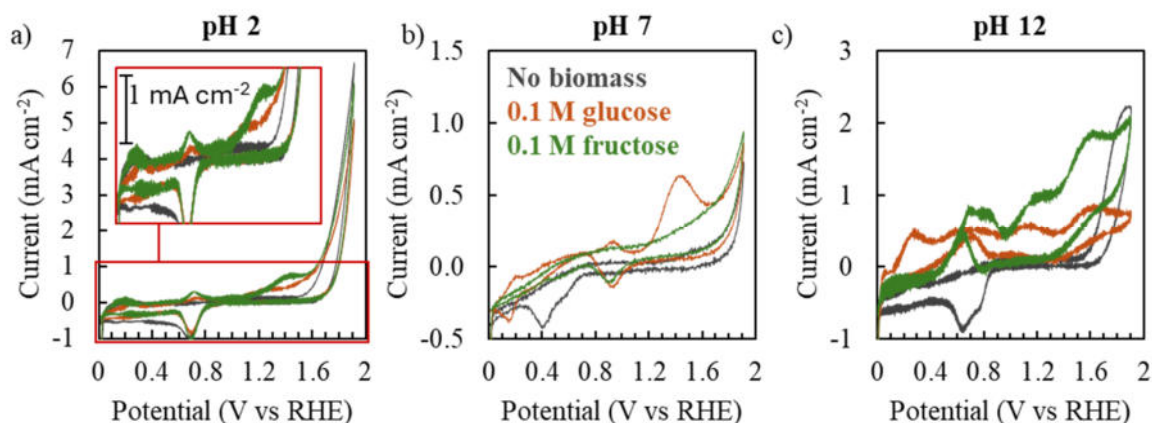 a)
pH 2
Current (mA cm-2)
7
6
5
4
3
2
1
0
-1
1 mA cm-2
0 0.4 0.8 1.2 1.6 2
Potential (V vs RHE)
b)
pH 7
Current (mA cm-2)
1.5
1.0
0.5
0.0
-0.5
No biomass
0.1 M glucose
0.1 M fructose
0 0.4 0.8 1.2 1.6 2
Potential (V vs RHE)
c)
pH 12
Current (mA cm-2)
3
2
1
0
-1
0 0.4 0.8 1.2 1.6 2
Potential (V vs RHE)